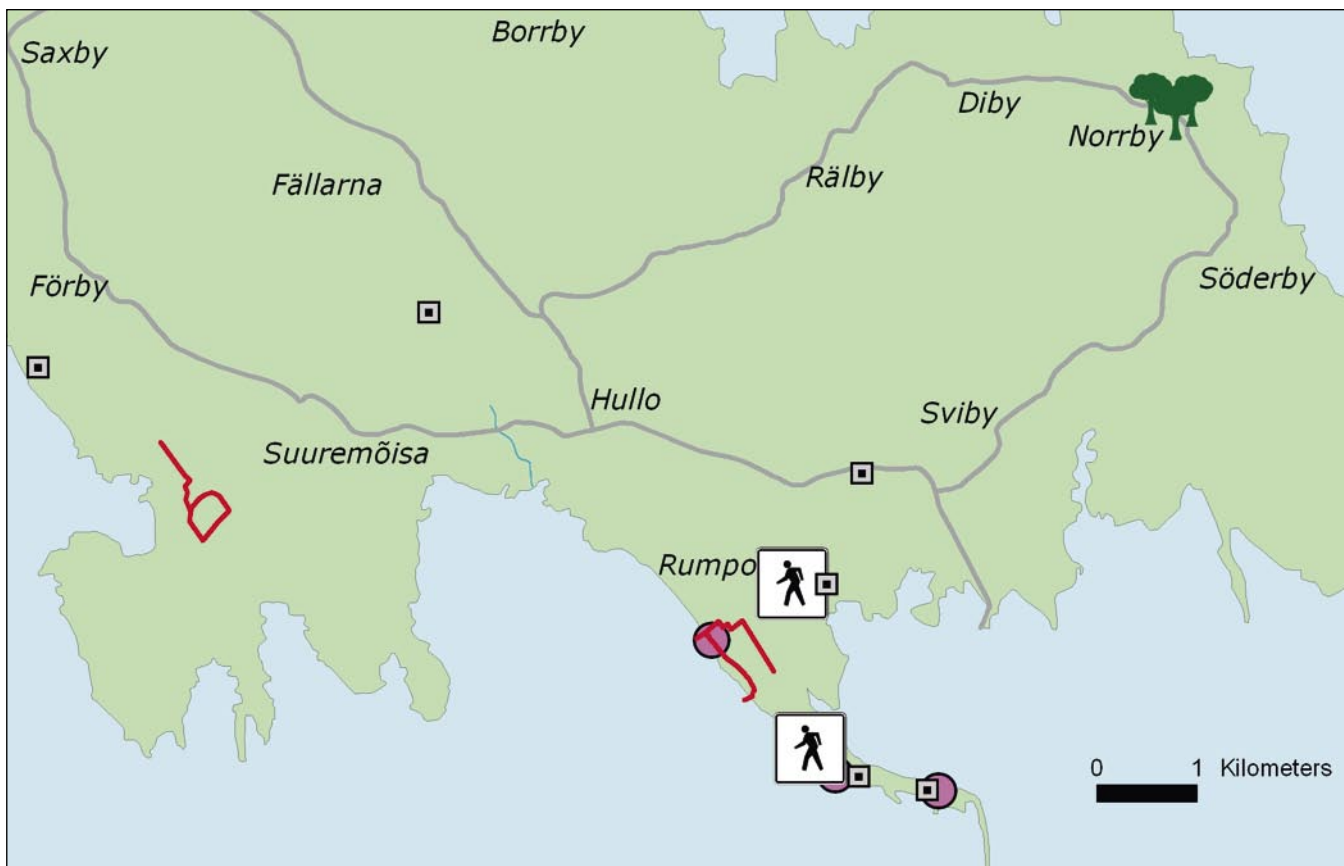 Borrby
Saxby
Diby
Norrby
Fällarna
Rälby
Förby
Söderby
Hullo
Sviby
Suuremõisa
Rumpo
0 1 Kilometers